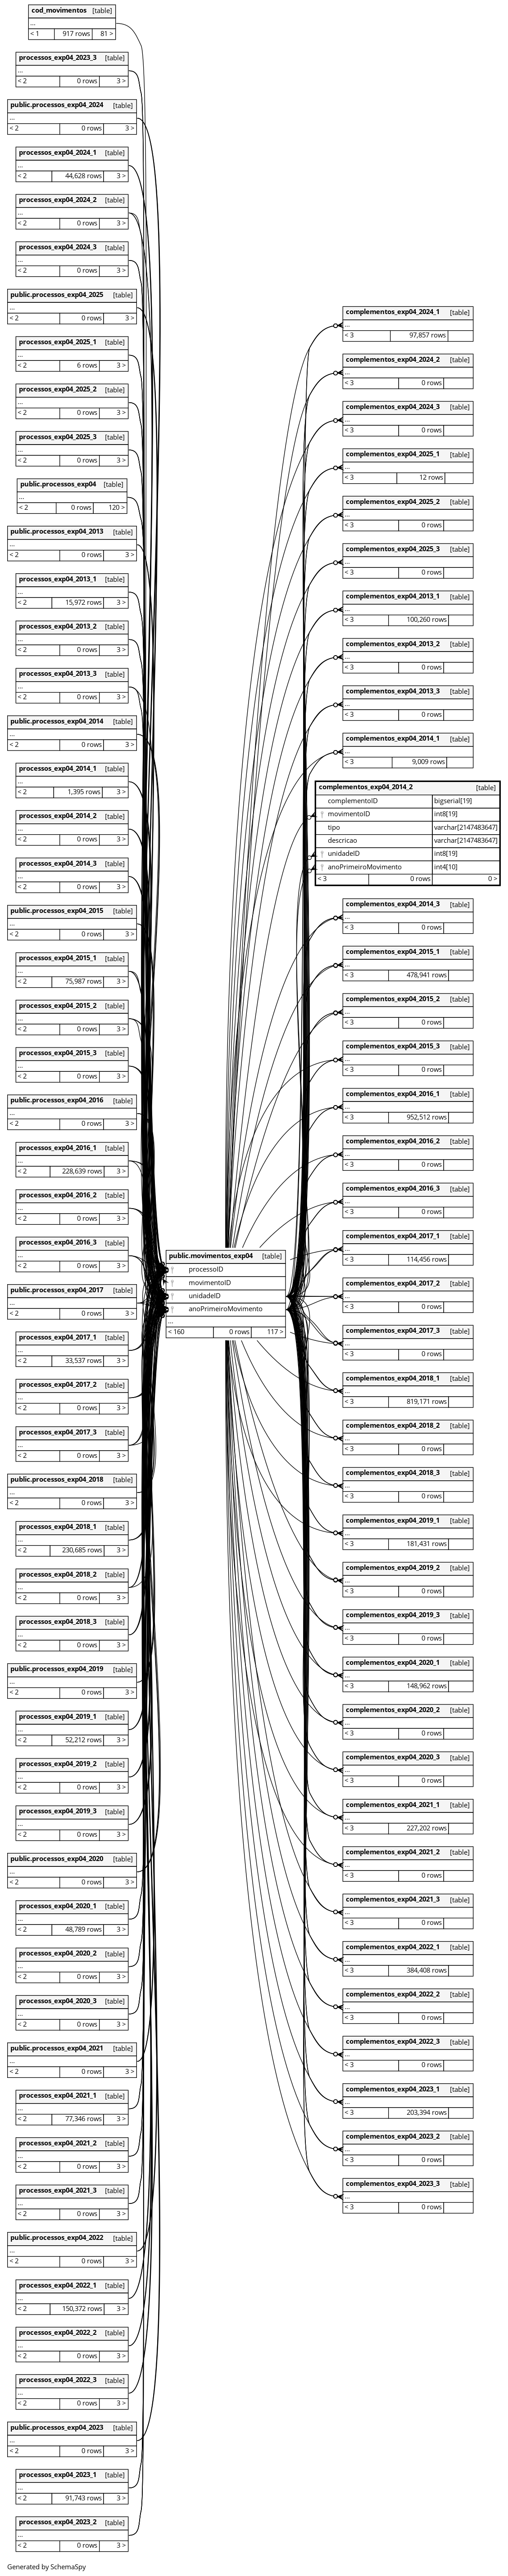 cod_movimentos [table]
...
< 1 917 rows 81 >
processos_exp04_2023_3 [table]
...
< 2 0 rows 3 >
public.processos_exp04_2024 [table]
...
< 2 0 rows 3 >
processos_exp04_2024_1 [table]
...
< 2 44,628 rows 3 >
processos_exp04_2024_2 [table]
...
< 2 0 rows 3 >
processos_exp04_2024_3 [table]
...
< 2 0 rows 3 >
public.processos_exp04_2025 [table]
...
< 2 0 rows 3 >
processos_exp04_2025_1 [table]
...
< 2 6 rows 3 >
processos_exp04_2025_2 [table]
...
< 2 0 rows 3 >
processos_exp04_2025_3 [table]
...
< 2 0 rows 3 >
public.processos_exp04 [table]
...
< 2 0 rows 120 >
public.processos_exp04_2013 [table]
...
< 2 0 rows 3 >
processos_exp04_2013_1 [table]
...
< 2 15,972 rows 3 >
processos_exp04_2013_2 [table]
...
< 2 0 rows 3 >
processos_exp04_2013_3 [table]
...
< 2 0 rows 3 >
public.processos_exp04_2014 [table]
...
< 2 0 rows 3 >
processos_exp04_2014_1 [table]
...
< 2 1,395 rows 3 >
processos_exp04_2014_2 [table]
...
< 2 0 rows 3 >
processos_exp04_2014_3 [table]
...
< 2 0 rows 3 >
public.processos_exp04_2015 [table]
...
< 2 0 rows 3 >
processos_exp04_2015_1 [table]
...
< 2 75,987 rows 3 >
processos_exp04_2015_2 [table]
...
< 2 0 rows 3 >
processos_exp04_2015_3 [table]
...
< 2 0 rows 3 >
public.processos_exp04_2016 [table]
...
< 2 0 rows 3 >
processos_exp04_2016_1 [table]
...
< 2 228,639 rows 3 >
processos_exp04_2016_2 [table]
...
< 2 0 rows 3 >
processos_exp04_2016_3 [table]
...
< 2 0 rows 3 >
public.processos_exp04_2017 [table]
...
< 2 0 rows 3 >
processos_exp04_2017_1 [table]
...
< 2 33,537 rows 3 >
processos_exp04_2017_2 [table]
...
< 2 0 rows 3 >
processos_exp04_2017_3 [table]
...
< 2 0 rows 3 >
public.processos_exp04_2018 [table]
...
< 2 0 rows 3 >
processos_exp04_2018_1 [table]
...
< 2 230,685 rows 3 >
processos_exp04_2018_2 [table]
...
< 2 0 rows 3 >
processos_exp04_2018_3 [table]
...
< 2 0 rows 3 >
public.processos_exp04_2019 [table]
...
< 2 0 rows 3 >
processos_exp04_2019_1 [table]
...
< 2 52,212 rows 3 >
processos_exp04_2019_2 [table]
...
< 2 0 rows 3 >
processos_exp04_2019_3 [table]
...
< 2 0 rows 3 >
public.processos_exp04_2020 [table]
...
< 2 0 rows 3 >
processos_exp04_2020_1 [table]
...
< 2 48,789 rows 3 >
processos_exp04_2020_2 [table]
...
< 2 0 rows 3 >
processos_exp04_2020_3 [table]
...
< 2 0 rows 3 >
public.processos_exp04_2021 [table]
...
< 2 0 rows 3 >
processos_exp04_2021_1 [table]
...
< 2 77,346 rows 3 >
processos_exp04_2021_2 [table]
...
< 2 0 rows 3 >
processos_exp04_2021_3 [table]
...
< 2 0 rows 3 >
public.processos_exp04_2022 [table]
...
< 2 0 rows 3 >
processos_exp04_2022_1 [table]
...
< 2 150,372 rows 3 >
processos_exp04_2022_2 [table]
...
< 2 0 rows 3 >
processos_exp04_2022_3 [table]
...
< 2 0 rows 3 >
public.processos_exp04_2023 [table]
...
< 2 0 rows 3 >
processos_exp04_2023_1 [table]
...
< 2 91,743 rows 3 >
processos_exp04_2023_2 [table]
...
< 2 0 rows 3 >
public.movimentos_exp04 [table]
processoID
movimentoID
unidadeID
anoPrimeiroMovimento
...
< 160 0 rows 117 >
complementos_exp04_2024_1 [table]
...
< 3 97,857 rows
complementos_exp04_2024_2 [table]
...
< 3 0 rows
complementos_exp04_2024_3 [table]
...
< 3 0 rows
complementos_exp04_2025_1 [table]
...
< 3 12 rows
complementos_exp04_2025_2 [table]
...
< 3 0 rows
complementos_exp04_2025_3 [table]
...
< 3 0 rows
complementos_exp04_2013_1 [table]
...
< 3 100,260 rows
complementos_exp04_2013_2 [table]
...
< 3 0 rows
complementos_exp04_2013_3 [table]
...
< 3 0 rows
complementos_exp04_2014_1 [table]
...
< 3 9,009 rows
complementos_exp04_2014_2 [table]
complementoID bigserial[19]
movimentoID int8[19]
tipo varchar[2147483647]
descricao varchar[2147483647]
unidadeID int8[19]
anoPrimeiroMovimento int4[10]
< 3 0 rows 0 >
complementos_exp04_2014_3 [table]
...
< 3 0 rows
complementos_exp04_2015_1 [table]
...
< 3 478,941 rows
complementos_exp04_2015_2 [table]
...
< 3 0 rows
complementos_exp04_2015_3 [table]
...
< 3 0 rows
complementos_exp04_2016_1 [table]
...
< 3 952,512 rows
complementos_exp04_2016_2 [table]
...
< 3 0 rows
complementos_exp04_2016_3 [table]
...
< 3 0 rows
complementos_exp04_2017_1 [table]
...
< 3 114,456 rows
complementos_exp04_2017_2 [table]
...
< 3 0 rows
complementos_exp04_2017_3 [table]
...
< 3 0 rows
complementos_exp04_2018_1 [table]
...
< 3 819,171 rows
complementos_exp04_2018_2 [table]
...
< 3 0 rows
complementos_exp04_2018_3 [table]
...
< 3 0 rows
complementos_exp04_2019_1 [table]
...
< 3 181,431 rows
complementos_exp04_2019_2 [table]
...
< 3 0 rows
complementos_exp04_2019_3 [table]
...
< 3 0 rows
complementos_exp04_2020_1 [table]
...
< 3 148,962 rows
complementos_exp04_2020_2 [table]
...
< 3 0 rows
complementos_exp04_2020_3 [table]
...
< 3 0 rows
complementos_exp04_2021_1 [table]
...
< 3 227,202 rows
complementos_exp04_2021_2 [table]
...
< 3 0 rows
complementos_exp04_2021_3 [table]
...
< 3 0 rows
complementos_exp04_2022_1 [table]
...
< 3 384,408 rows
complementos_exp04_2022_2 [table]
...
< 3 0 rows
complementos_exp04_2022_3 [table]
...
< 3 0 rows
complementos_exp04_2023_1 [table]
...
< 3 203,394 rows
complementos_exp04_2023_2 [table]
...
< 3 0 rows
complementos_exp04_2023_3 [table]
...
< 3 0 rows
Generated by SchemaSpy